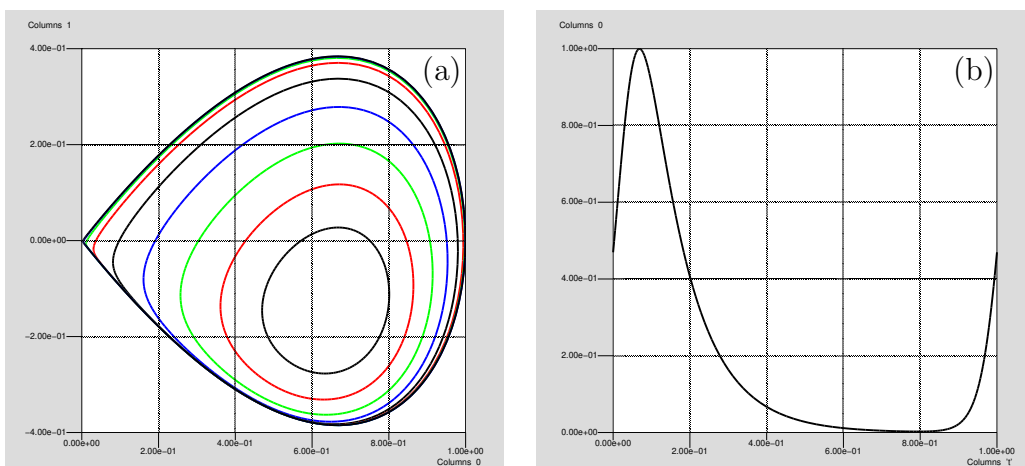 Columns 1
4.00e−01
2.00e−01
0.00e+00
−2.00e−01
−4.00e−01
0.00e+00 2.00e−01 4.00e−01 6.00e−01 8.00e−01 1.00e+00
Columns 0
(a)
Columns 0
1.00e+00
8.00e−01
6.00e−01
4.00e−01
2.00e−01
0.00e+00
0.00e+00 2.00e−01 4.00e−01 6.00e−01 8.00e−01 1.00e+00
Columns 't'
(b)